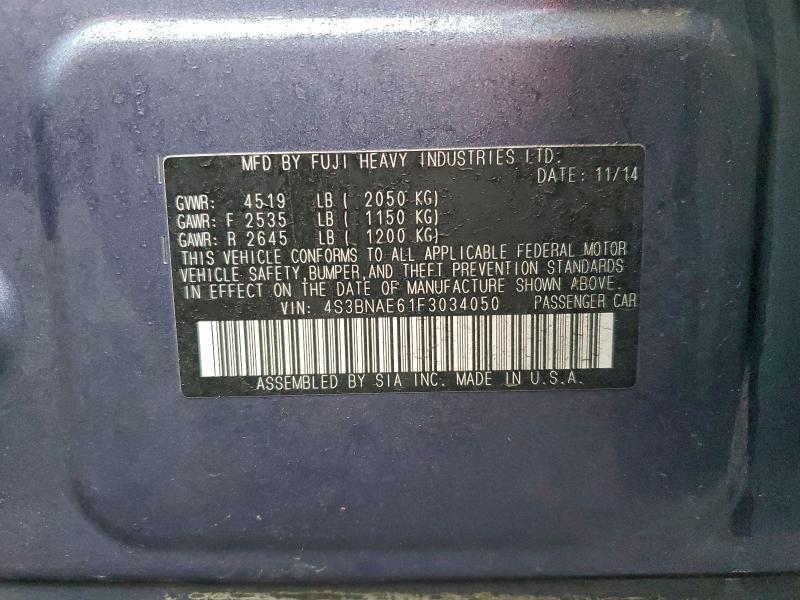 MFD BY FUJI HEAVY INDUSTRIES LTD:
DATE: 11/14
GVWR: 4519 LB ( 2050 KG)
GAWR: F 2535 LB ( 1150 KG)
GAWR: R 2645 LB ( 1200 KG)
THIS VEHICLE CONFORMS TO ALL APPLICABLE FEDERAL MOTOR
VEHICLE SAFETY, BUMPER, AND THEFT PREVENTION STANDARDS
IN EFFECT ON THE DATE OF MANUFACTURE SHOWN ABOVE.
VIN: 4S3BNAE61F3034050 PASSENGER CAR
ASSEMBLED BY SIA INC. MADE IN U.S.A.